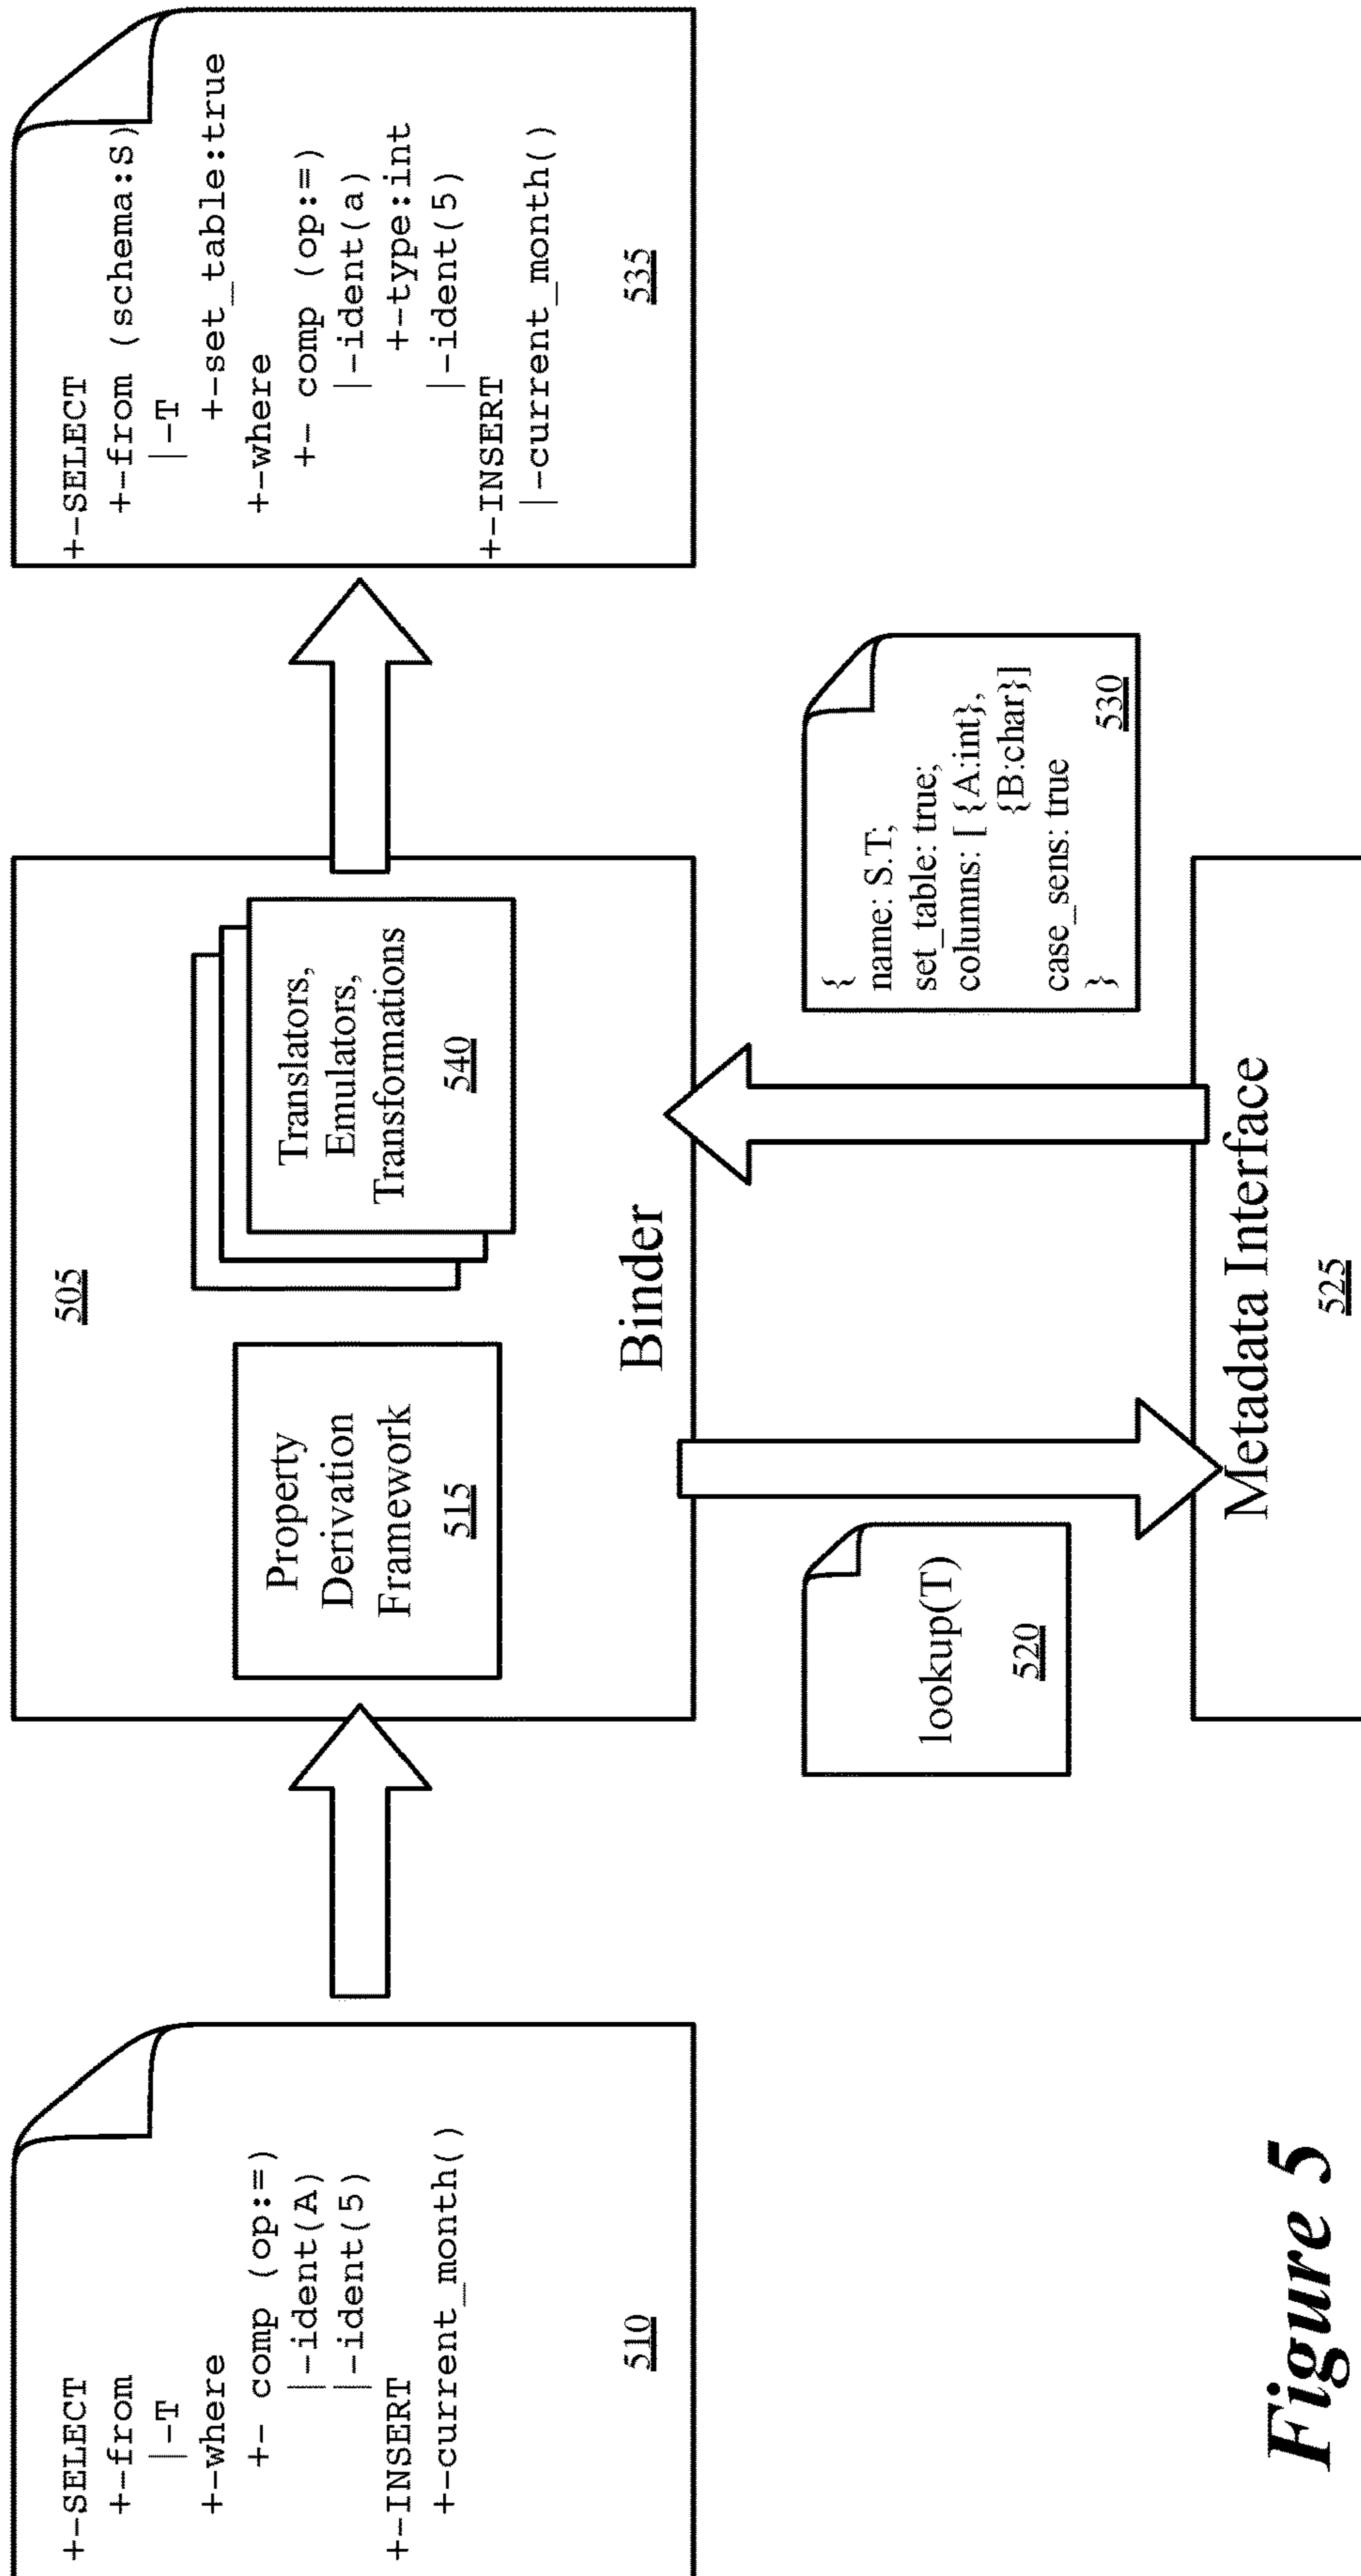 +-SELECT
+-from
|-T
+-where
+- comp (op:=)
|-ident(A)
|-ident(5)
+-INSERT
+-current_month()
510
505
Property
Derivation
Framework
515
Translators,
Emulators,
Transformations
540
Binder
+-SELECT
+-from (schema:S)
|-T
+-set_table:true
+-where
+- comp (op:=)
|-ident(a)
+-type:int
|-ident(5)
+-INSERT
|-current_month()
535
lookup(T)
520
{
name: S.T;
set_table: true;
columns: [ {A:int},
{B:char}]
case_sens: true
}
530
Metadata Interface
525
Figure 5